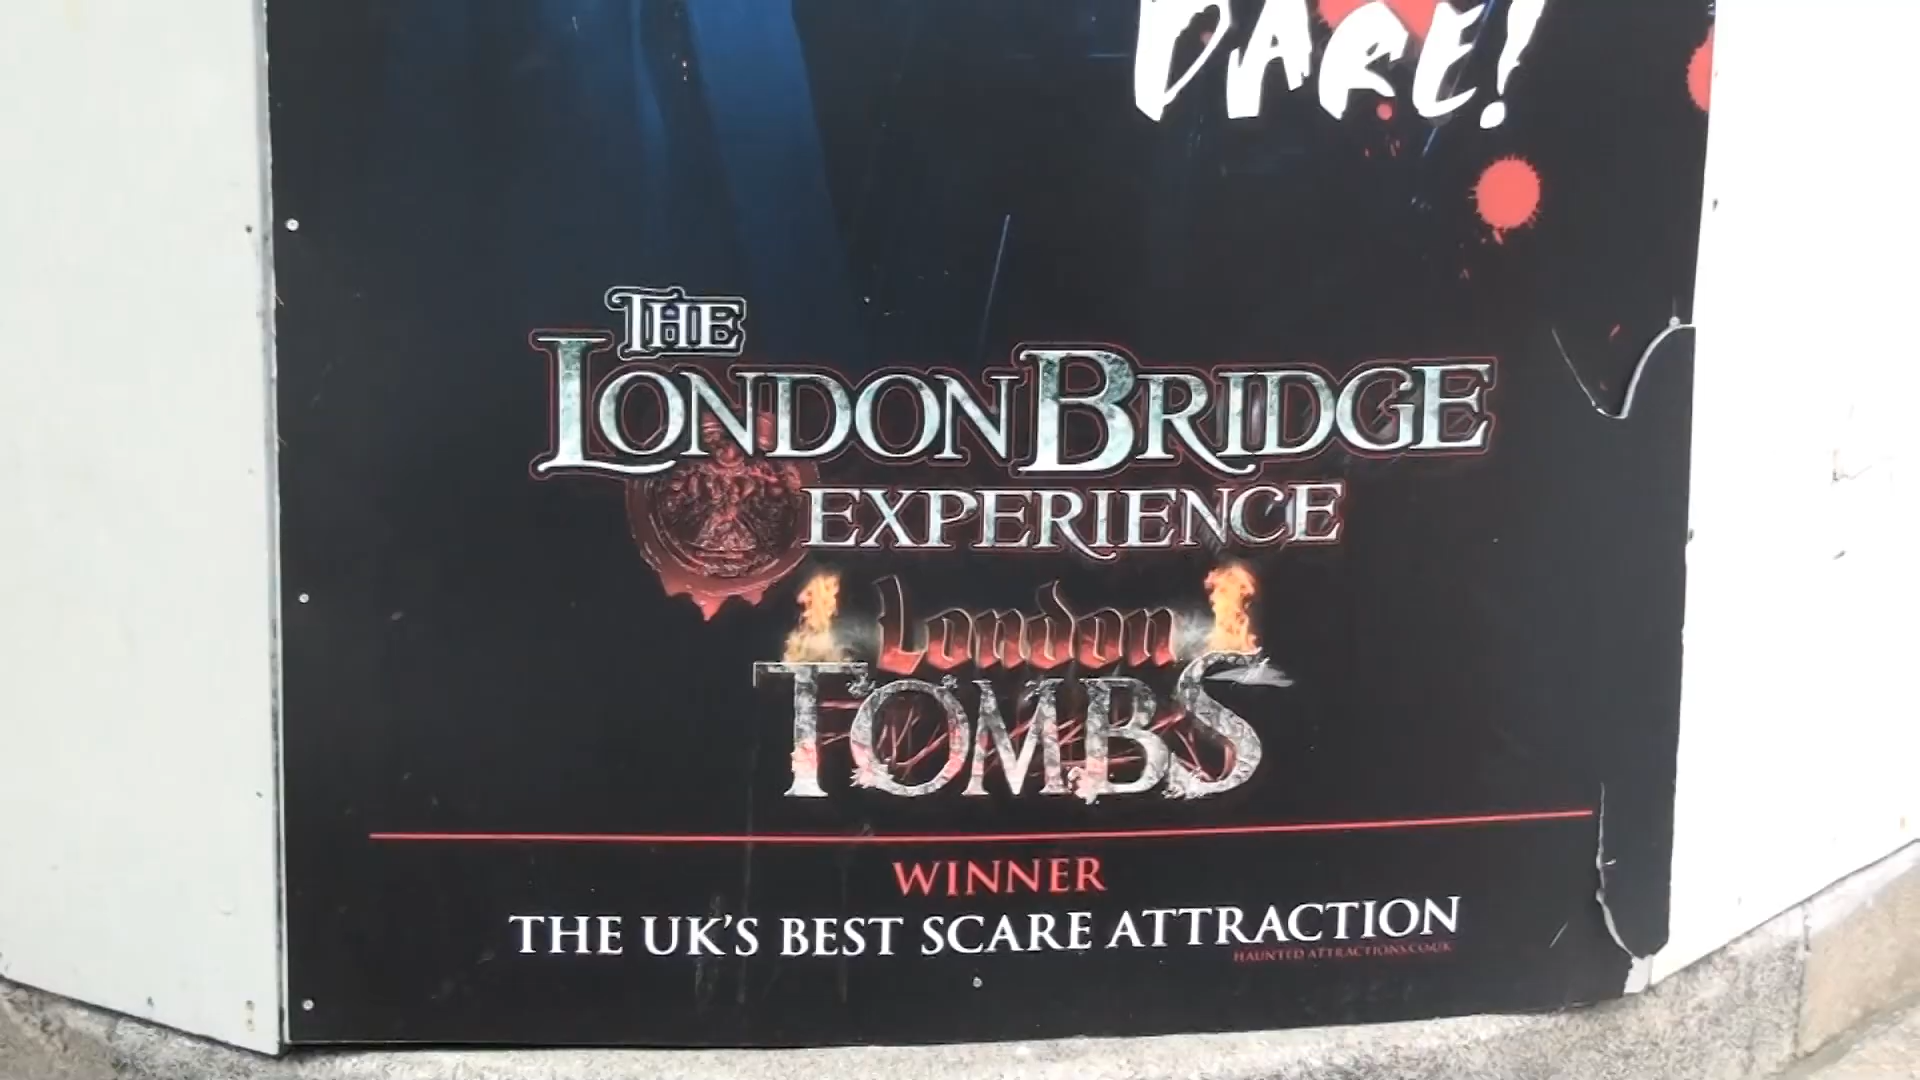 DARE!
THE
LONDON BRIDGE
EXPERIENCE
London
TOMBS
WINNER
THE UK'S BEST SCARE ATTRACTION
HAUNTED ATTRACTIONS.CO.UK